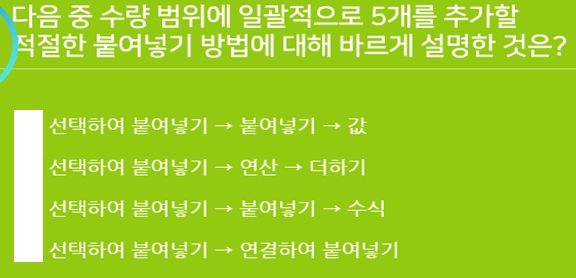 다음 중 수량 범위에 일괄적으로 5개를 추가할
적절한 붙여넣기 방법에 대해 바르게 설명한 것은?
선택하여 붙여넣기 → 붙여넣기 → 값
선택하여 붙여넣기 → 연산 → 더하기
선택하여 붙여넣기 → 붙여넣기 → 수식
선택하여 붙여넣기 → 연결하여 붙여넣기